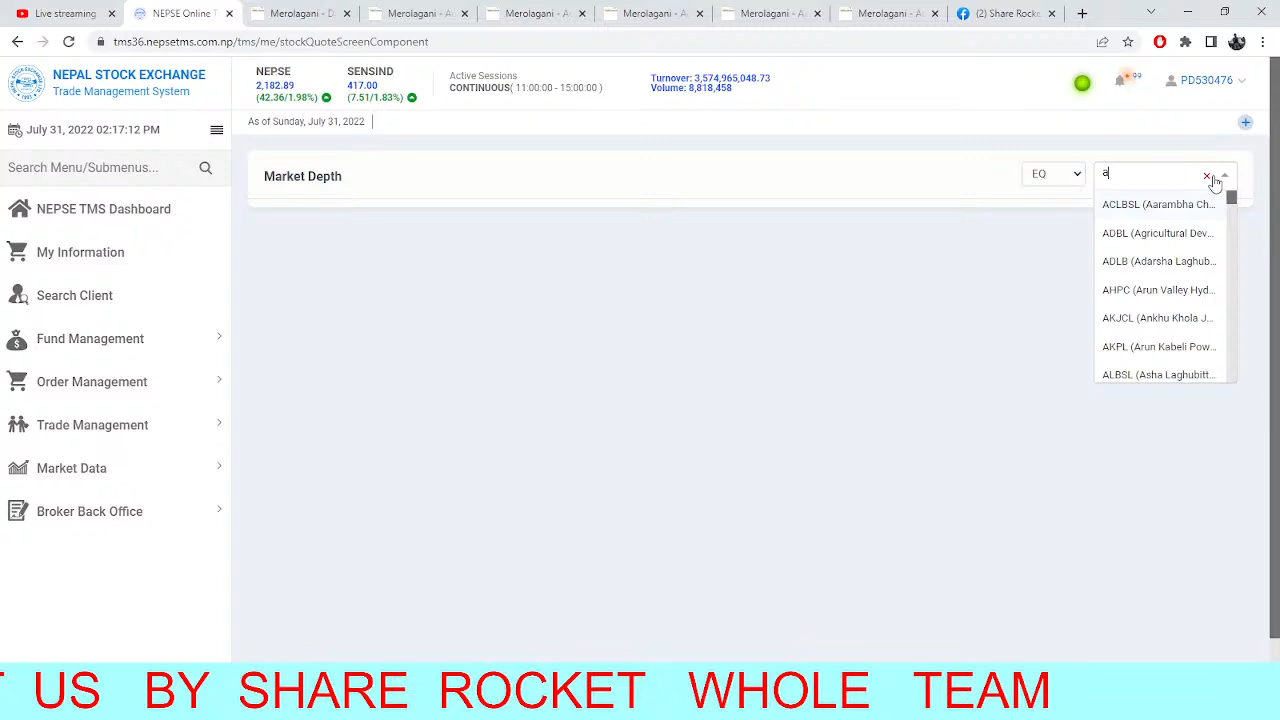 Live streaming
NEPSE Online T
Merolagani - D
Merolagani - A
Merolagani - A
Merolagani - A
Merolagani - A
Merolagani - A
(2) Share Rocke
tms36.nepsetms.com.np/tms/me/stockQuoteScreenComponent
NEPAL STOCK EXCHANGE
Trade Management System
NEPSE
2,182.89
(42.36/1.98%)
SENSIND
417.00
(7.51/1.83%)
Active Sessions
CONTINUOUS( 11:00:00 - 15:00:00 )
Turnover: 3,574,965,048.73
Volume: 8,818,458
99
PD530476
July 31, 2022 02:17:12 PM
As of Sunday, July 31, 2022
Search Menu/Submenus...
NEPSE TMS Dashboard
My Information
Search Client
Fund Management
Order Management
Trade Management
Market Data
Broker Back Office
Market Depth
EQ
a
ACLBSL (Aarambha Ch...
ADBL (Agricultural Dev...
ADLB (Adarsha Laghub...
AHPC (Arun Valley Hyd...
AKJCL (Ankhu Khola J...
AKPL (Arun Kabeli Pow...
ALBSL (Asha Laghubitt...
US BY SHARE ROCKET WHOLE TEAM